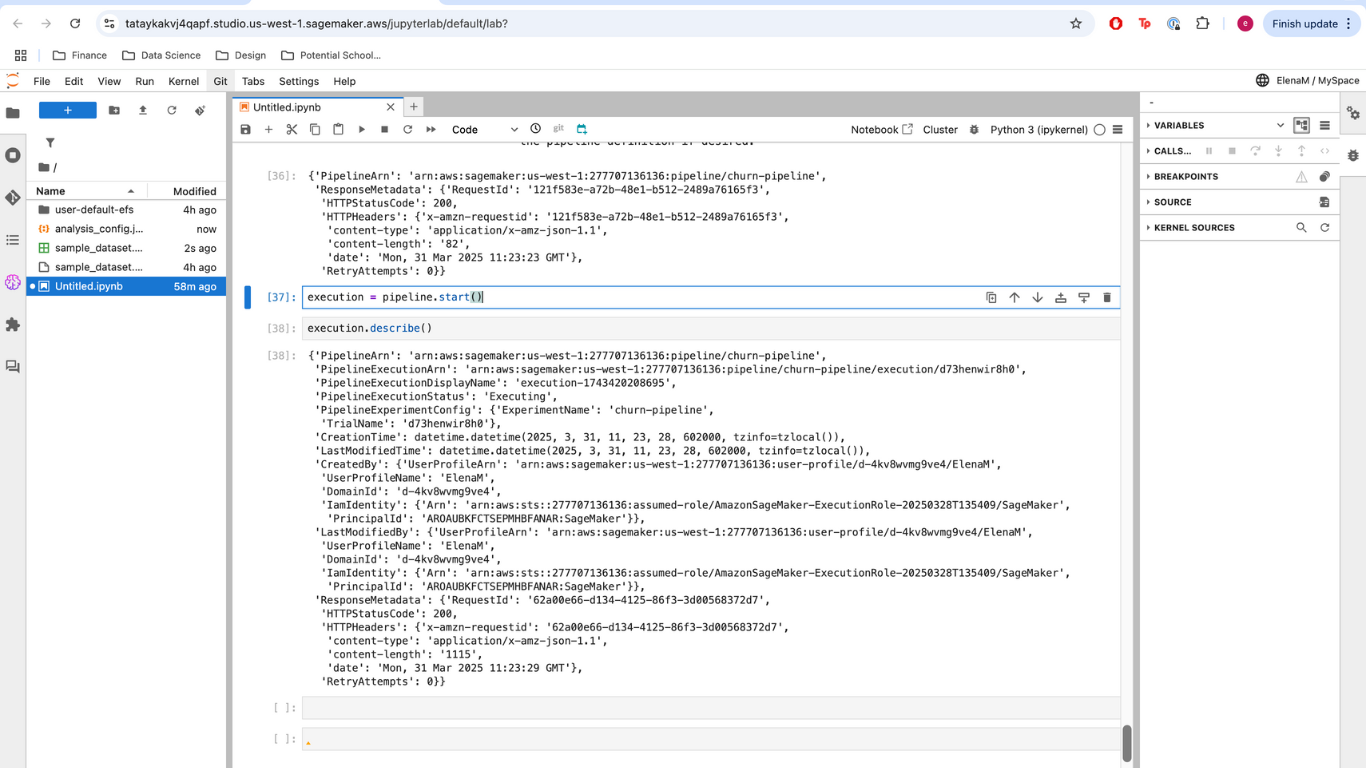 tataykakvj4qapf.studio.us-west-1.sagemaker.aws/jupyterlab/default/lab?
Finish update
Finance
Data Science
Design
Potential School...
File Edit View Run Kernel Git Tabs Settings Help
ElenaM / MySpace
/
Name Modified
user-default-efs 4h ago
analysis_config.j... now
sample_dataset.... 2s ago
sample_dataset.... 4h ago
Untitled.ipynb 58m ago
Untitled.ipynb
Code
git
Notebook
Cluster
Python 3 (ipykernel)
the pipeline definition if desired.
[36]: {'PipelineArn': 'arn:aws:sagemaker:us-west-1:277707136136:pipeline/churn-pipeline',
'ResponseMetadata': {'RequestId': '121f583e-a72b-48e1-b512-2489a76165f3',
'HTTPStatusCode': 200,
'HTTPHeaders': {'x-amzn-requestid': '121f583e-a72b-48e1-b512-2489a76165f3',
'content-type': 'application/x-amz-json-1.1',
'content-length': '82',
'date': 'Mon, 31 Mar 2025 11:23:23 GMT'},
'RetryAttempts': 0}}
[37]: execution = pipeline.start()
[38]: execution.describe()
[38]: {'PipelineArn': 'arn:aws:sagemaker:us-west-1:277707136136:pipeline/churn-pipeline',
'PipelineExecutionArn': 'arn:aws:sagemaker:us-west-1:277707136136:pipeline/churn-pipeline/execution/d73henwir8h0',
'PipelineExecutionDisplayName': 'execution-1743420208695',
'PipelineExecutionStatus': 'Executing',
'PipelineExperimentConfig': {'ExperimentName': 'churn-pipeline',
'TrialName': 'd73henwir8h0'},
'CreationTime': datetime.datetime(2025, 3, 31, 11, 23, 28, 602000, tzinfo=tzlocal()),
'LastModifiedTime': datetime.datetime(2025, 3, 31, 11, 23, 28, 602000, tzinfo=tzlocal()),
'CreatedBy': {'UserProfileArn': 'arn:aws:sagemaker:us-west-1:277707136136:user-profile/d-4kv8wvmg9ve4/ElenaM',
'UserProfileName': 'ElenaM',
'DomainId': 'd-4kv8wvmg9ve4',
'IamIdentity': {'Arn': 'arn:aws:sts::277707136136:assumed-role/AmazonSageMaker-ExecutionRole-20250328T135409/SageMaker',
'PrincipalId': 'AROAUBKFCTSEPMHBFANAR:SageMaker'}},
'LastModifiedBy': {'UserProfileArn': 'arn:aws:sagemaker:us-west-1:277707136136:user-profile/d-4kv8wvmg9ve4/ElenaM',
'UserProfileName': 'ElenaM',
'DomainId': 'd-4kv8wvmg9ve4',
'IamIdentity': {'Arn': 'arn:aws:sts::277707136136:assumed-role/AmazonSageMaker-ExecutionRole-20250328T135409/SageMaker',
'PrincipalId': 'AROAUBKFCTSEPMHBFANAR:SageMaker'}},
'ResponseMetadata': {'RequestId': '62a00e66-d134-4125-86f3-3d00568372d7',
'HTTPStatusCode': 200,
'HTTPHeaders': {'x-amzn-requestid': '62a00e66-d134-4125-86f3-3d00568372d7',
'content-type': 'application/x-amz-json-1.1',
'content-length': '1115',
'date': 'Mon, 31 Mar 2025 11:23:29 GMT'},
'RetryAttempts': 0}}
[ ]:
[ ]:
-
VARIABLES
CALLS...
BREAKPOINTS
SOURCE
KERNEL SOURCES